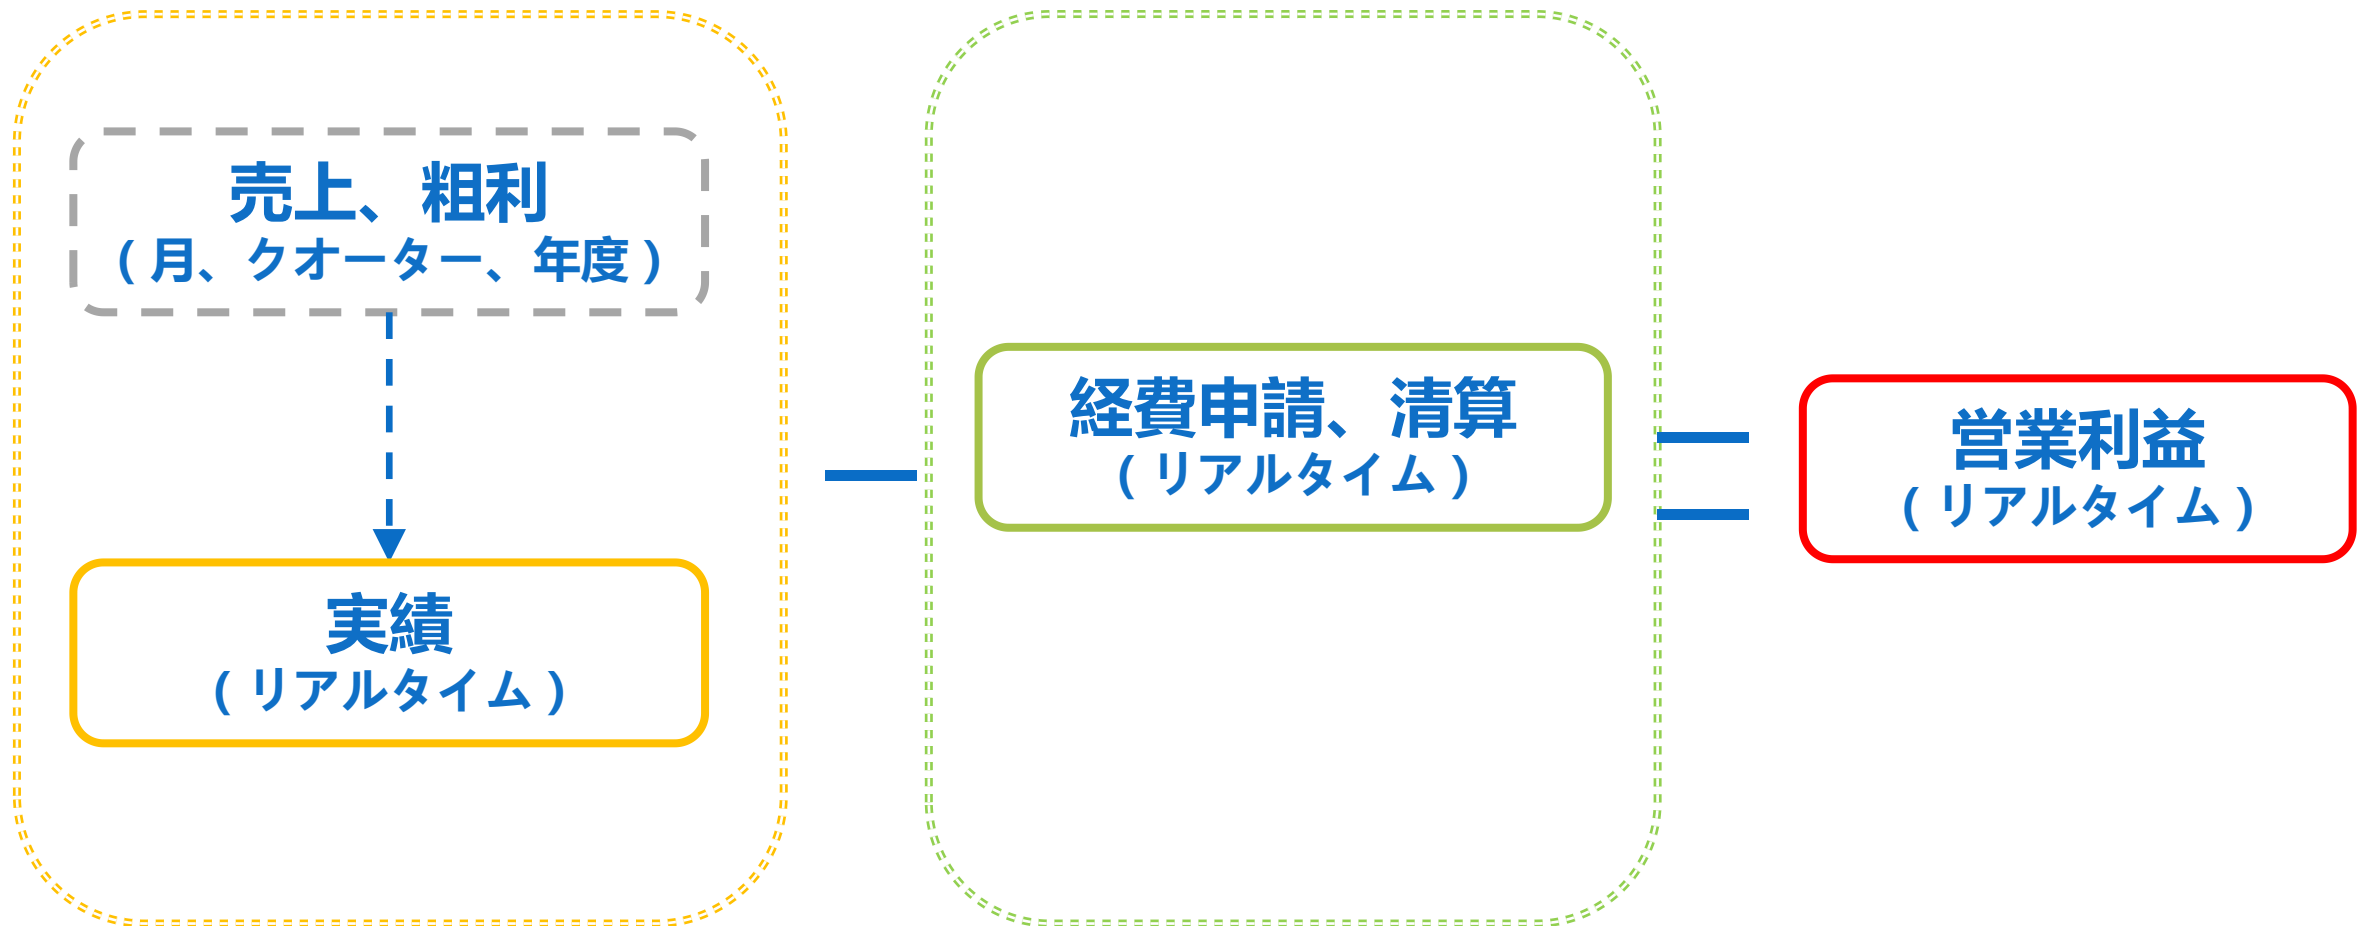 売上、粗利
( 月、クオーター、年度 )
実績
( リアルタイム )
経費申請、清算
( リアルタイム )
営業利益
( リアルタイム )